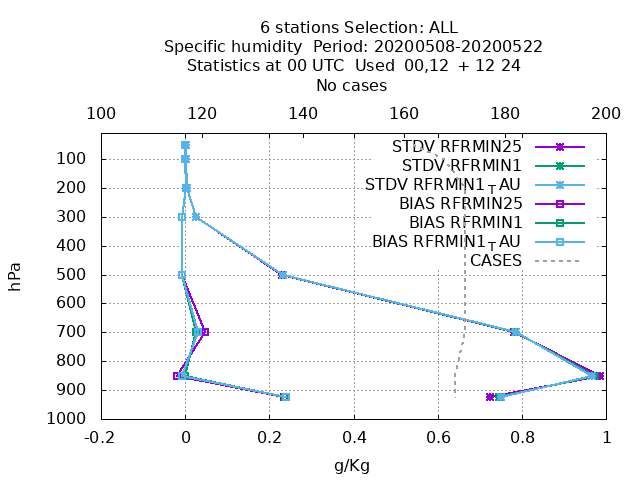 6 stations Selection: ALL
Specific humidity  Period: 20200508-20200522
Statistics at 00 UTC  Used  00,12  + 12 24
No cases
100 120 140 160 180 200
STDV RFRMIN25
STDV RFRMIN1
STDV RFRMIN1TAU
BIAS RFRMIN25
BIAS RFRMIN1
BIAS RFRMIN1TAU
CASES
hPa
100
200
300
400
500
600
700
800
900
1000
-0.2 0 0.2 0.4 0.6 0.8 1
g/Kg